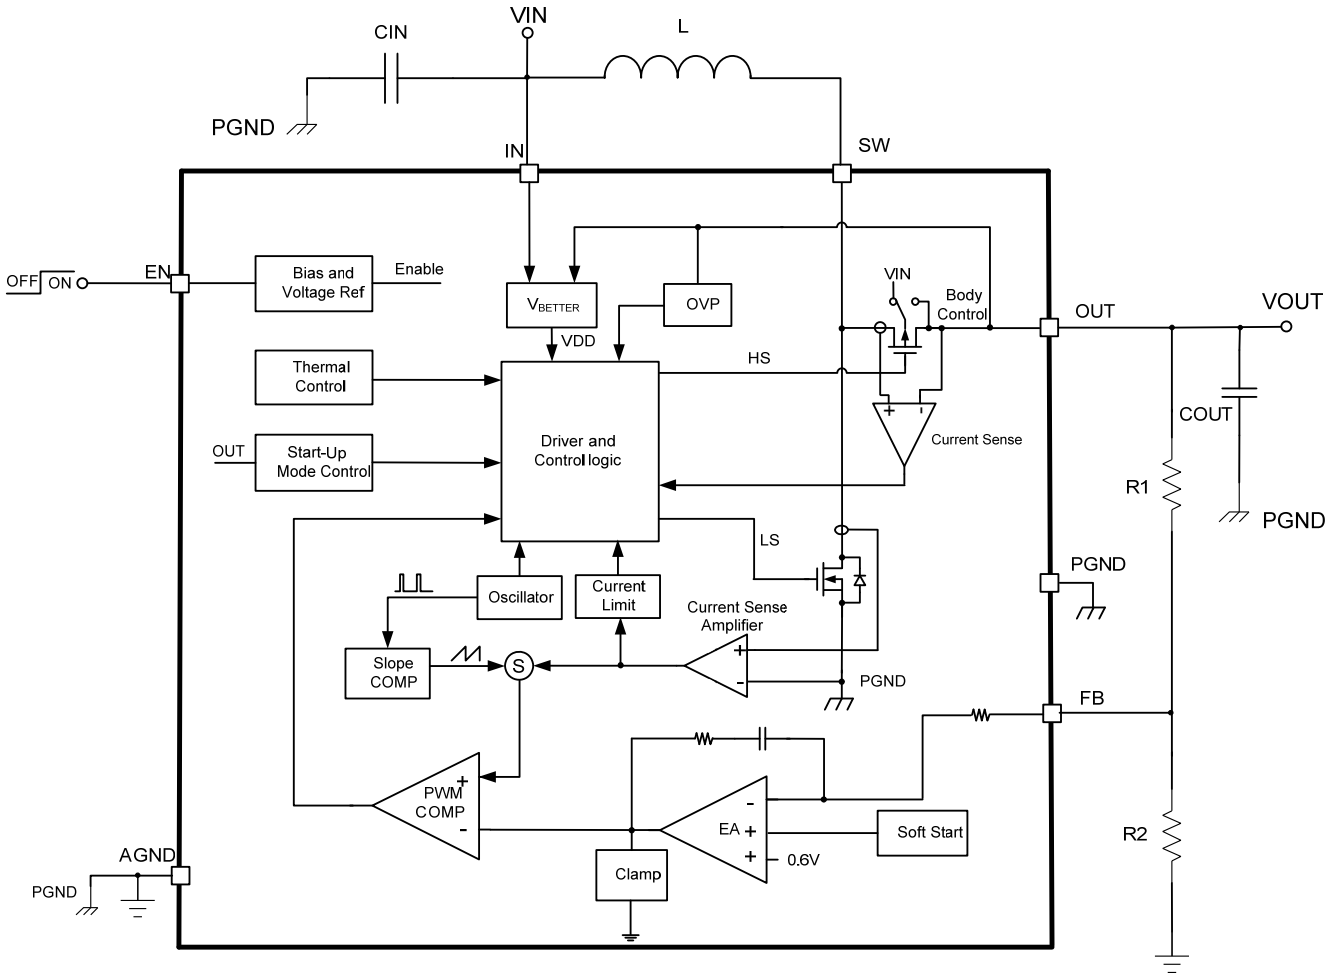 VIN
CIN
L
PGND
IN
SW
OFF
ON
EN
Bias and
Voltage Ref
Enable
VBETTER
OVP
VIN
Body
Control
OUT
VOUT
VDD
HS
Thermal
Control
COUT
OUT
Start-Up
Mode Control
Driver and
Control logic
+
-
Current Sense
R1
PGND
LS
PGND
Oscillator
Current
Limit
Current Sense
Amplifier
Slope
COMP
S
+
-
PGND
FB
PWM
COMP
+
-
EA
-
+
+
0.6V
Soft Start
R2
Clamp
AGND
PGND